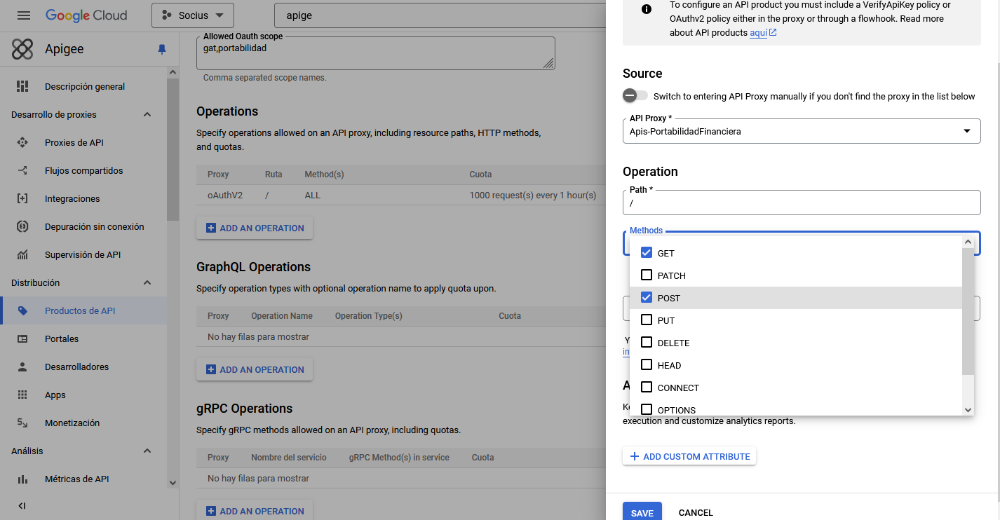 Google Cloud
Socius
apige
Apigee
Descripción general
Desarrollo de proxies
Proxies de API
Flujos compartidos
Integraciones
Depuración sin conexión
Supervisión de API
Distribución
Productos de API
Portales
Desarrolladores
Apps
Monetización
Análisis
Métricas de API
Allowed Oauth scope
gat,portabilidad
Comma separated scope names.
Operations
Specify operations allowed on an API proxy, including resource paths, HTTP methods,
and quotas.
Proxy Ruta Method(s) Cuota
oAuthV2 / ALL 1000 request(s) every 1 hour(s)
ADD AN OPERATION
GraphQL Operations
Specify operation types with optional operation name to apply quota upon.
Proxy Operation Name Operation Type(s) Cuota
No hay filas para mostrar
ADD AN OPERATION
gRPC Operations
Specify gRPC methods allowed on an API proxy, including quotas.
Proxy Nombre del servicio gRPC Method(s) in service Cuota
No hay filas para mostrar
ADD AN OPERATION
To configure an API product you must include a VerifyApiKey policy or
OAuthv2 policy either in the proxy or through a flowhook. Read more
about API products aquí
Source
Switch to entering API Proxy manually if you don't find the proxy in the list below
API Proxy *
Apis-PortabilidadFinanciera
Operation
Path *
/
Methods
GET
PATCH
POST
PUT
DELETE
HEAD
CONNECT
OPTIONS
execution and customize analytics reports.
ADD CUSTOM ATTRIBUTE
SAVE CANCEL